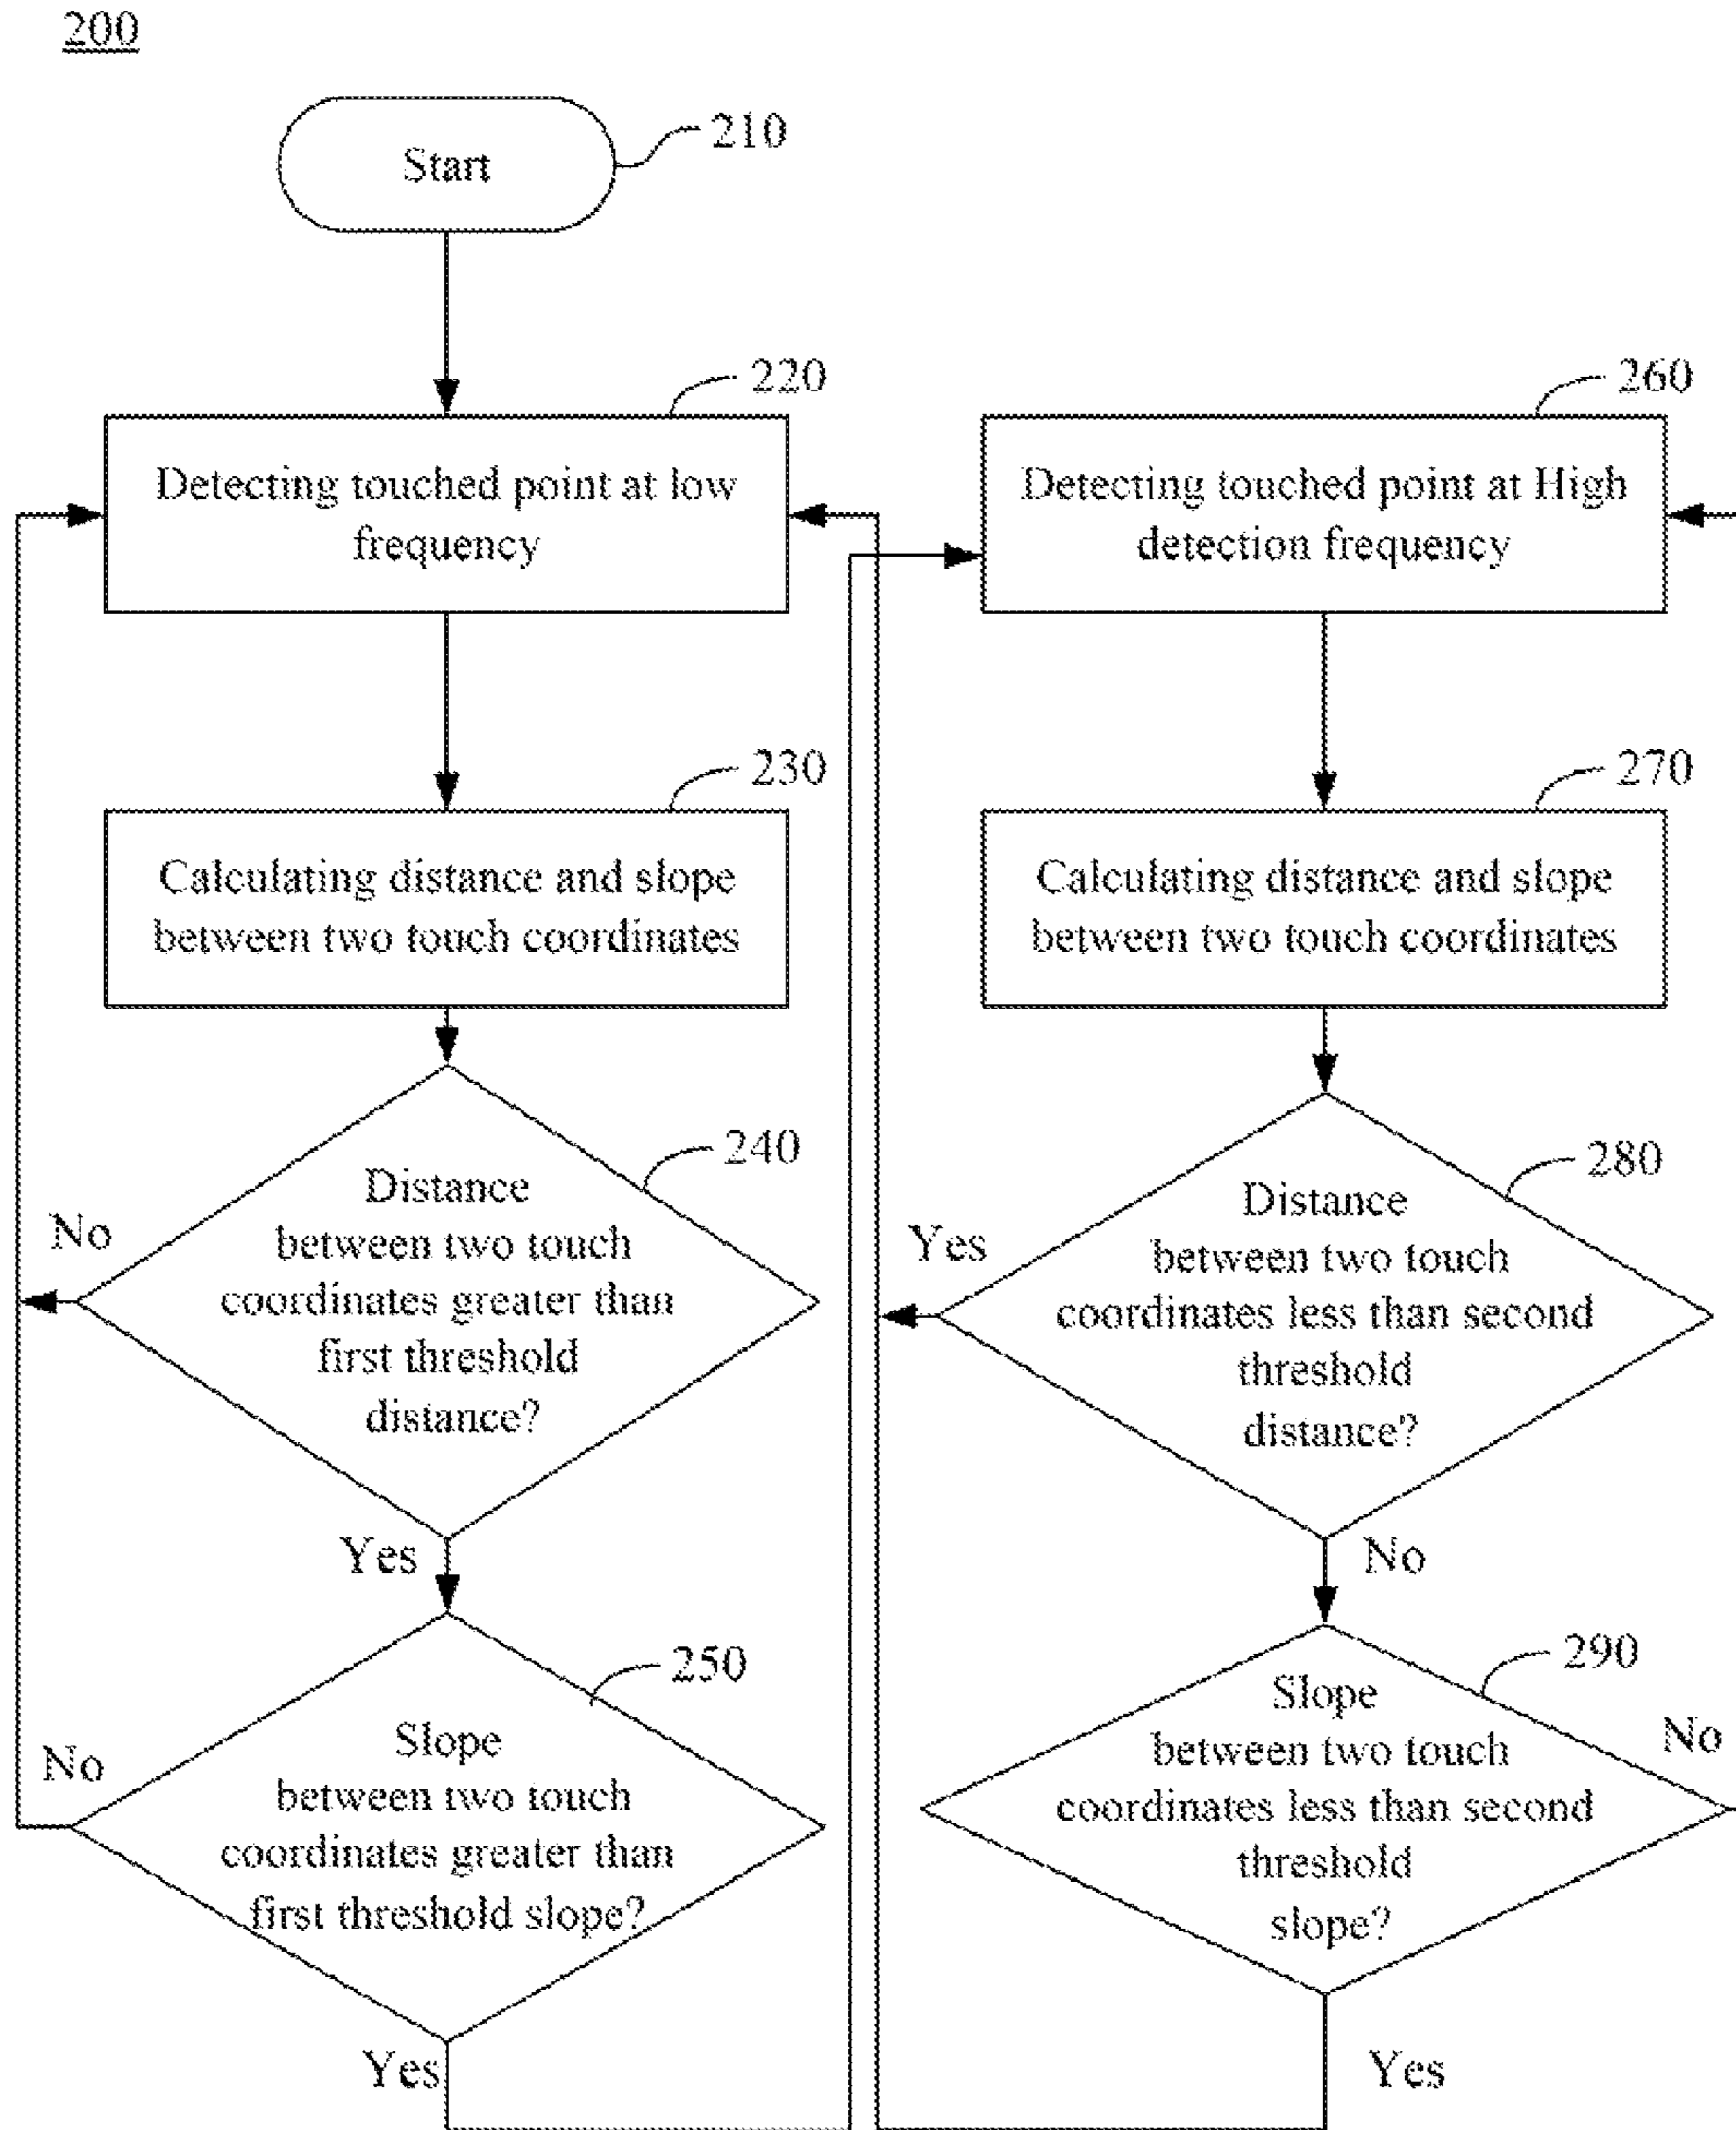 200
Start
210
220
Detecting touched point at low
frequency
230
Calculating distance and slope
between two touch coordinates
240
Distance
between two touch
coordinates greater than
first threshold
distance?
No
Yes
250
Slope
between two touch
coordinates greater than
first threshold slope?
No
Yes
260
Detecting touched point at High
detection frequency
270
Calculating distance and slope
between two touch coordinates
280
Distance
between two touch
coordinates less than second
threshold
distance?
Yes
No
290
Slope
between two touch
coordinates less than second
threshold
slope?
No
Yes